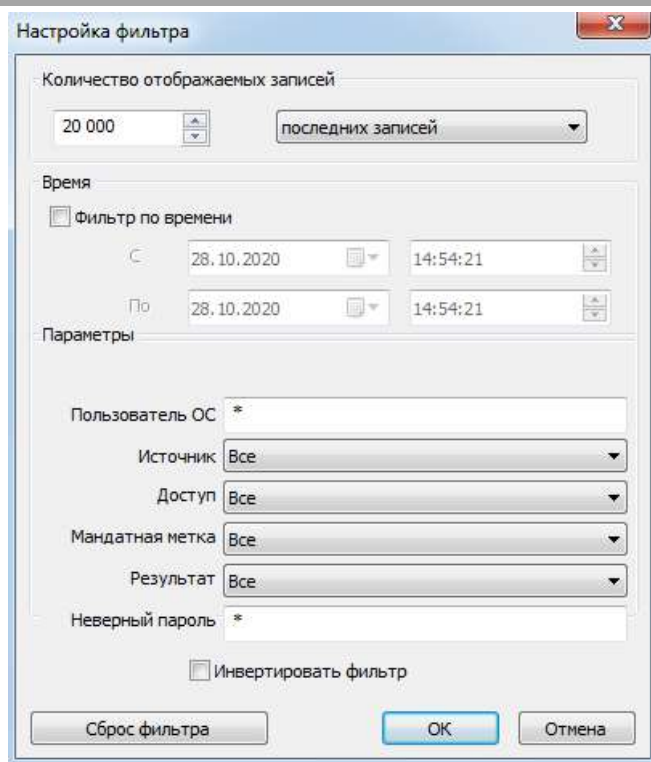 Настройка фильтра
Количество отображаемых записей
20 000 последних записей
Время
Фильтр по времени
С 28.10.2020 14:54:21
По 28.10.2020 14:54:21
Параметры
Пользователь ОС *
Источник Все
Доступ Все
Мандатная метка Все
Результат Все
Неверный пароль *
Инвертировать фильтр
Сброс фильтра ОК Отмена